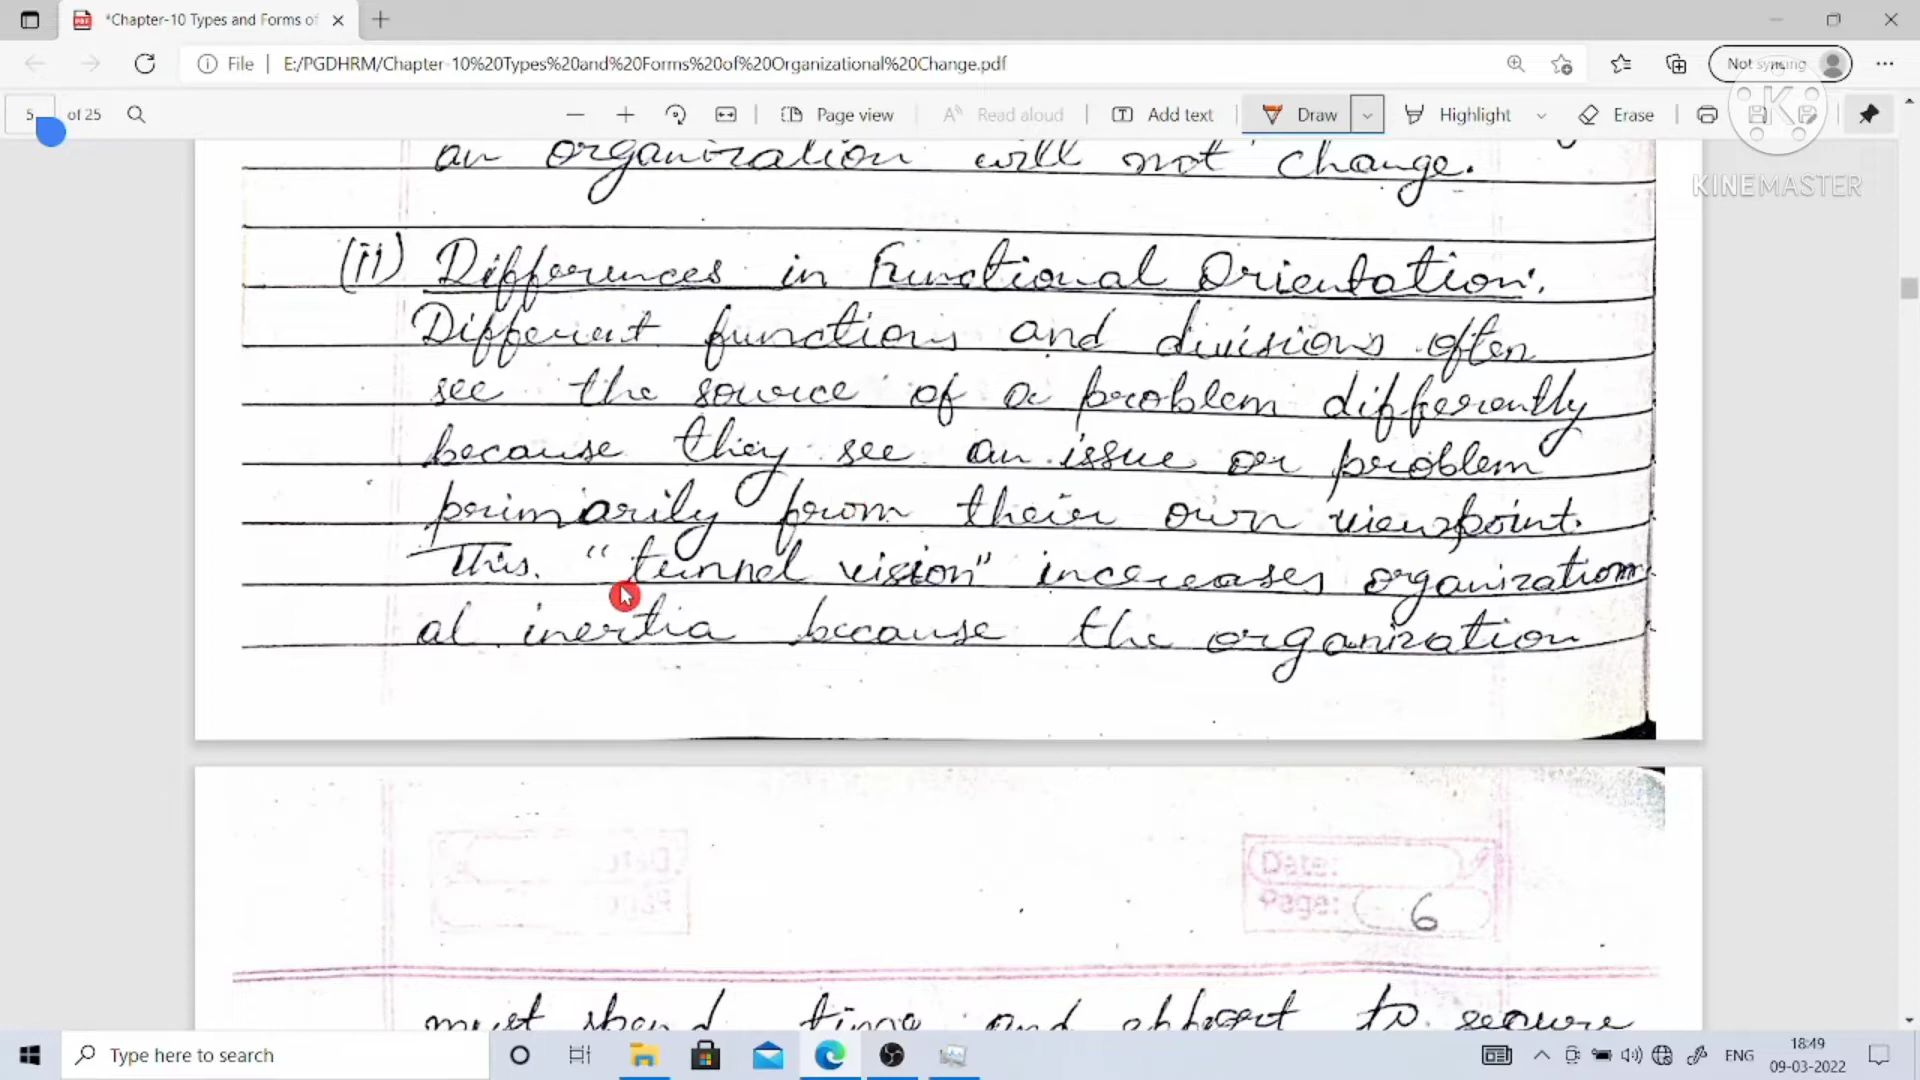 *Chapter-10 Types and Forms of
File
E:/PGDHRM/Chapter-10%20Types%20and%20Forms%20of%20Organizational%20Change.pdf
Not syncing
5 of 25
Page view
Read aloud
Add text
Draw
Highlight
Erase
KINEMASTER
an organization will not change.
(ii) Differences in Functional Orientation:
Different functions and divisions often
see the source of a problem differently
because they see an issue or problem
primarily from their own viewpoint.
This "tunnel vision" increases organization
al inertia because the organization
Date:
Page: 6
must spend time and effort to secure
Type here to search
ENG
18:49
09-03-2022